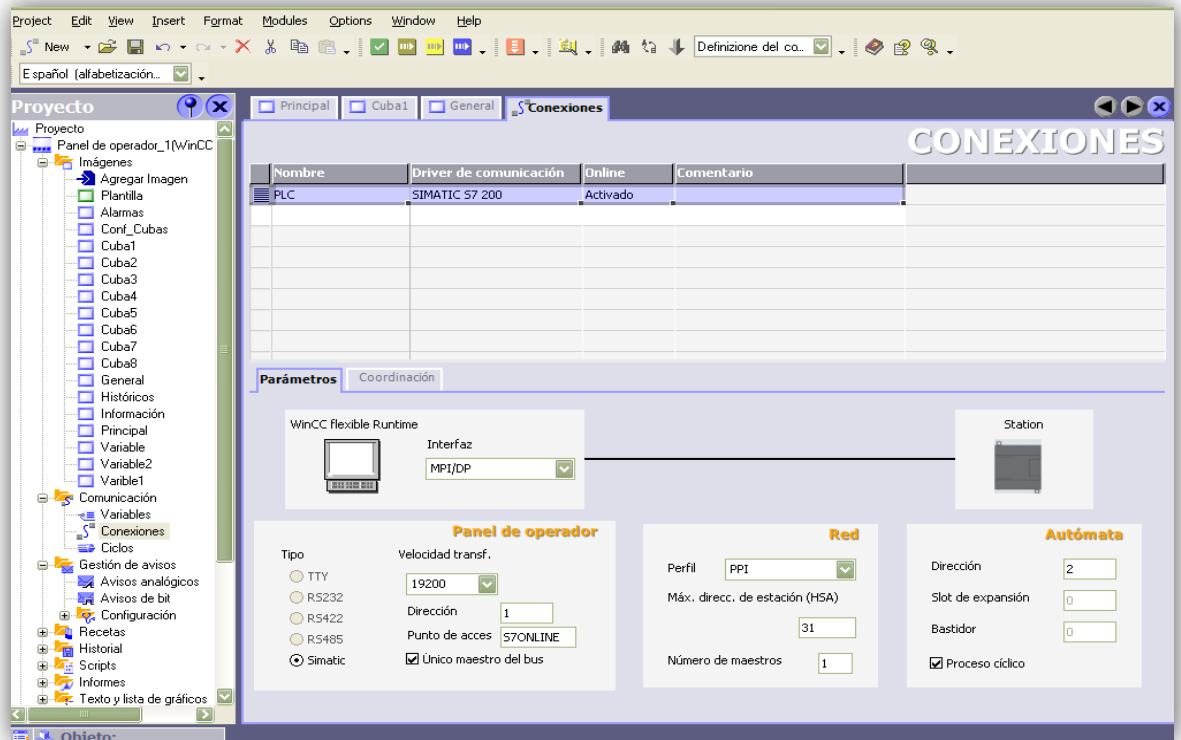 Project Edit View Insert Format Modules Options Window Help
New
Definizione del co...
Español (alfabetización...
Proyecto
Proyecto
Panel de operador_1(WinCC
Imágenes
Agregar Imagen
Plantilla
Alarmas
Conf_Cubas
Cuba1
Cuba2
Cuba3
Cuba4
Cuba5
Cuba6
Cuba7
Cuba8
General
Históricos
Información
Principal
Variable
Variable2
Varible1
Comunicación
Variables
Conexiones
Ciclos
Gestión de avisos
Avisos analógicos
Avisos de bit
Configuración
Recetas
Historial
Scripts
Informes
Texto y lista de gráficos
Objeto:
Principal Cuba1 General Conexiones
CONEXIONES
Nombre Driver de comunicación Online Comentario
PLC SIMATIC S7 200 Activado
Parámetros Coordinación
WinCC flexible Runtime
Interfaz
MPI/DP
Station
Panel de operador
Tipo
TTY
RS232
RS422
RS485
Simatic
Velocidad transf.
19200
Dirección 1
Punto de acces S7ONLINE
Único maestro del bus
Red
Perfil PPI
Máx. direcc. de estación (HSA)
31
Número de maestros 1
Autómata
Dirección 2
Slot de expansión 0
Bastidor 0
Proceso cíclico